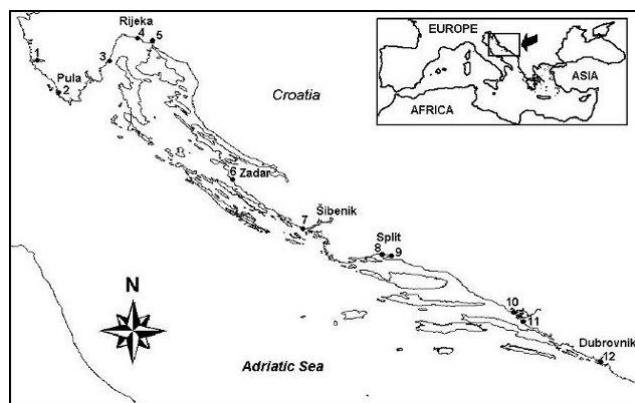 Rijeka
4
5
1
3
Pula
2
Croatia
EUROPE
ASIA
AFRICA
6 Zadar
Šibenik
7
Split
8 9
10
11
Dubrovnik
12
N
Adriatic Sea